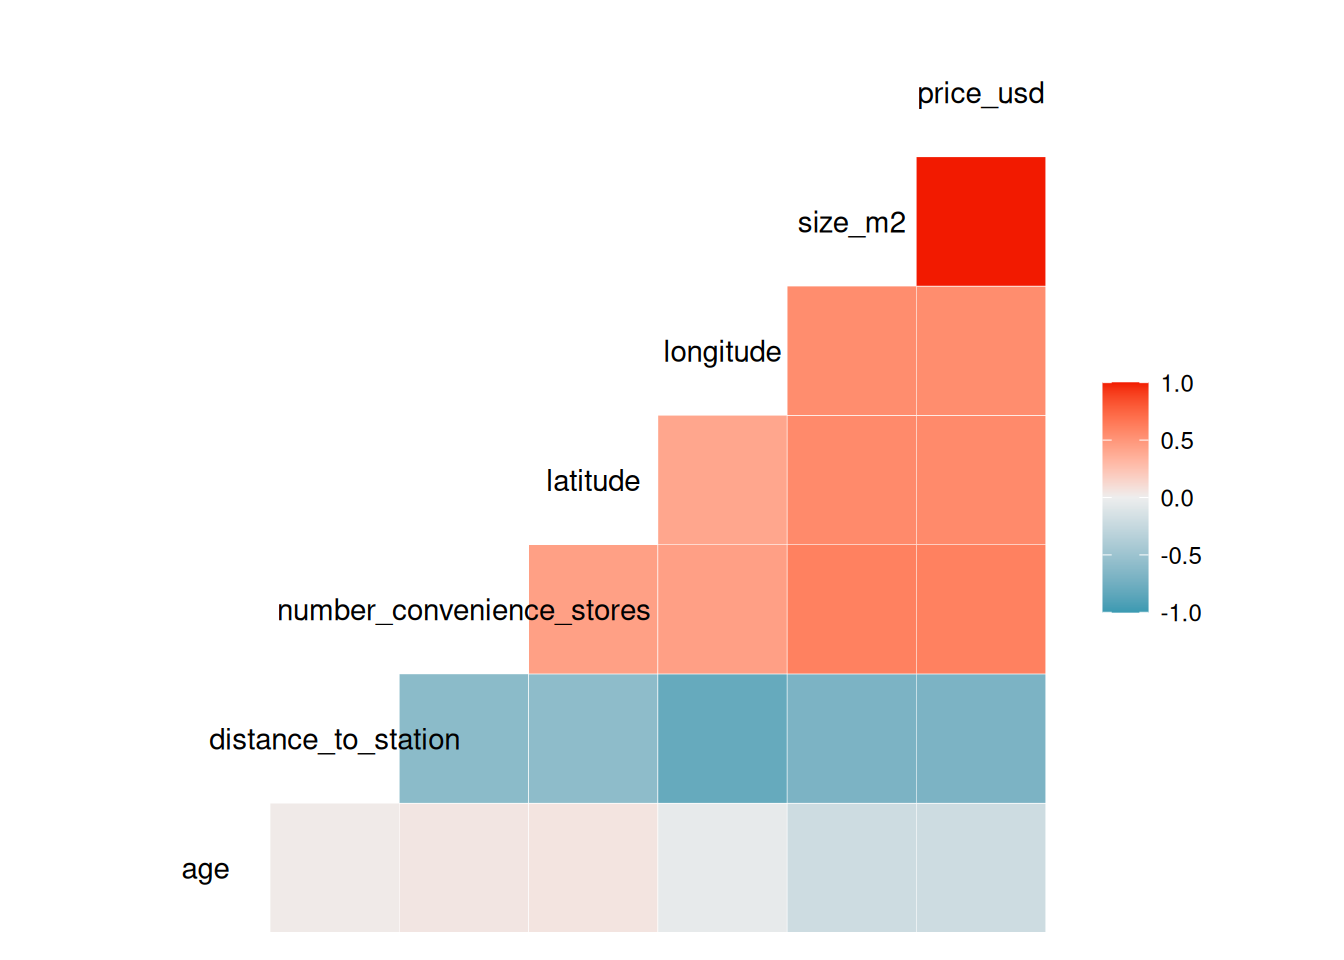 price_usd
size_m2
longitude
latitude
number_convenience_stores
distance_to_station
age
1.0
0.5
0.0
-0.5
-1.0